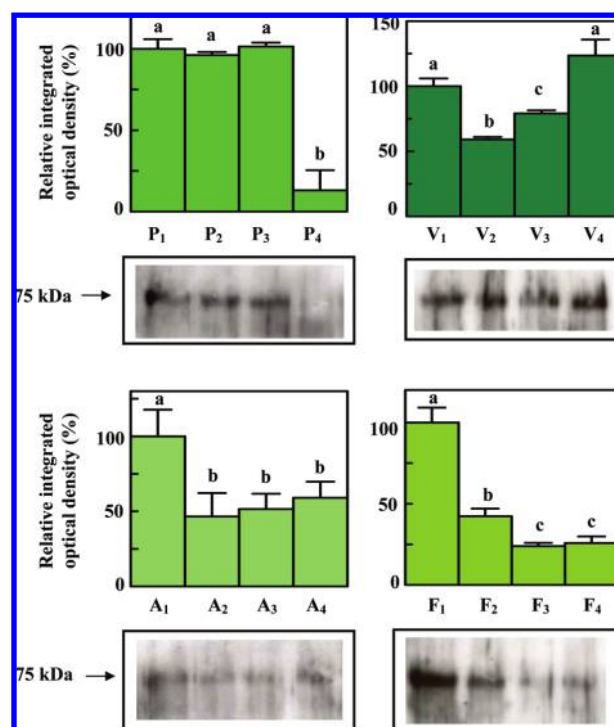 Relative integrated
optical density (%)
100
50
0
a
a
a
b
P1 P2 P3 P4
150
100
50
0
a
b
c
a
V1 V2 V3 V4
75 kDa
Relative integrated
optical density (%)
100
50
0
a
b
b
b
A1 A2 A3 A4
100
50
0
a
b
c
c
F1 F2 F3 F4
75 kDa